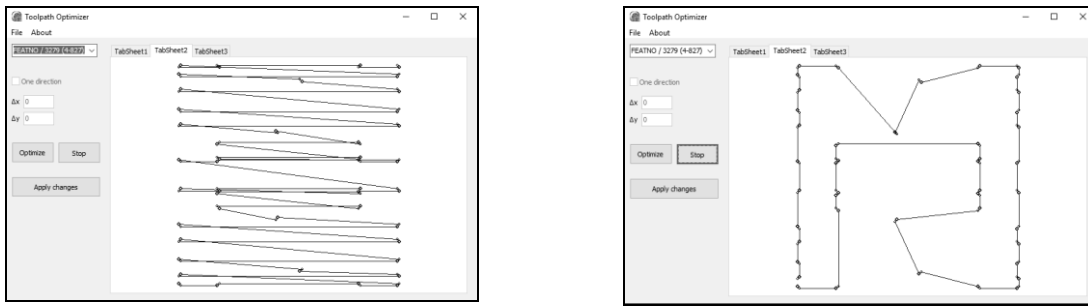 Toolpath Optimizer
File About
FEATNO / 3279 (4-827)
TabSheet1 TabSheet2 TabSheet3
One direction
Δx 0
Δy 0
Optimize Stop
Apply changes
Toolpath Optimizer
File About
FEATNO / 3279 (4-827)
TabSheet1 TabSheet2 TabSheet3
One direction
Δx 0
Δy 0
Optimize Stop
Apply changes